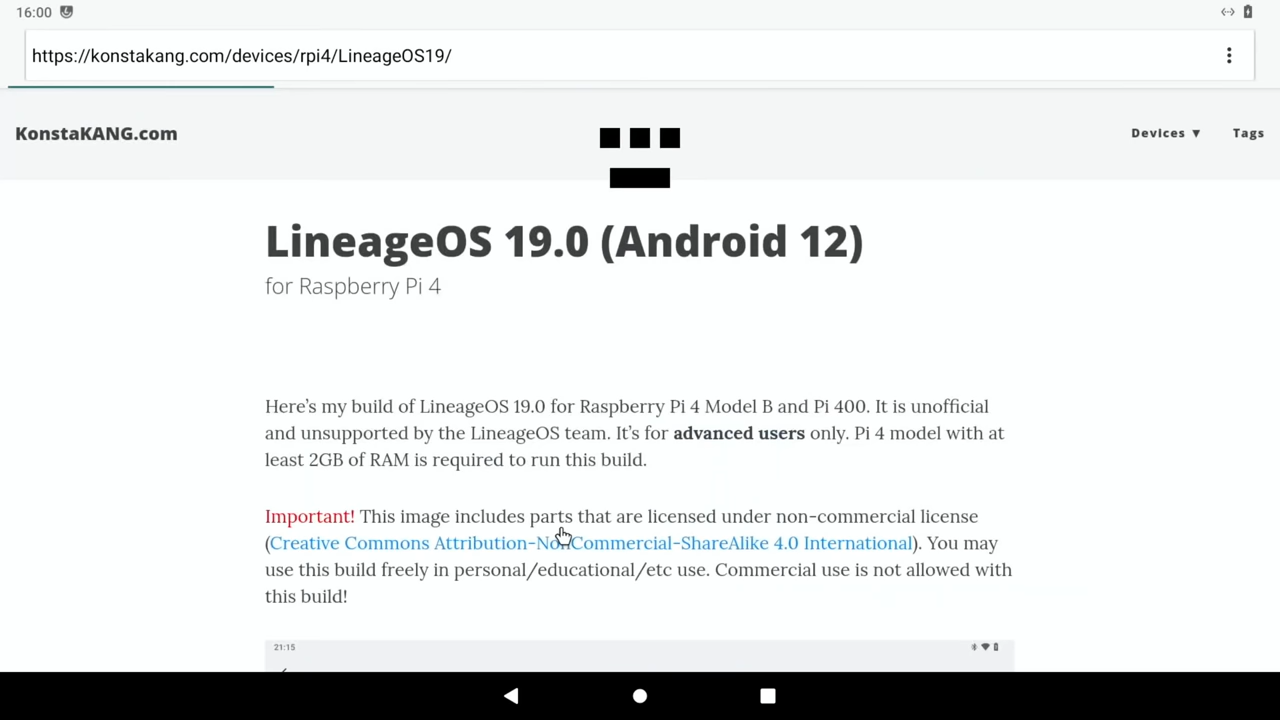 16:00
https://konstakang.com/devices/rpi4/LineageOS19/
KonstaKANG.com
Devices ▼ Tags
LineageOS 19.0 (Android 12)
for Raspberry Pi 4
Here’s my build of LineageOS 19.0 for Raspberry Pi 4 Model B and Pi 400. It is unofficial
and unsupported by the LineageOS team. It’s for advanced users only. Pi 4 model with at
least 2GB of RAM is required to run this build.
Important! This image includes parts that are licensed under non-commercial license
(Creative Commons Attribution-NonCommercial-ShareAlike 4.0 International). You may
use this build freely in personal/educational/etc use. Commercial use is not allowed with
this build!
21:15